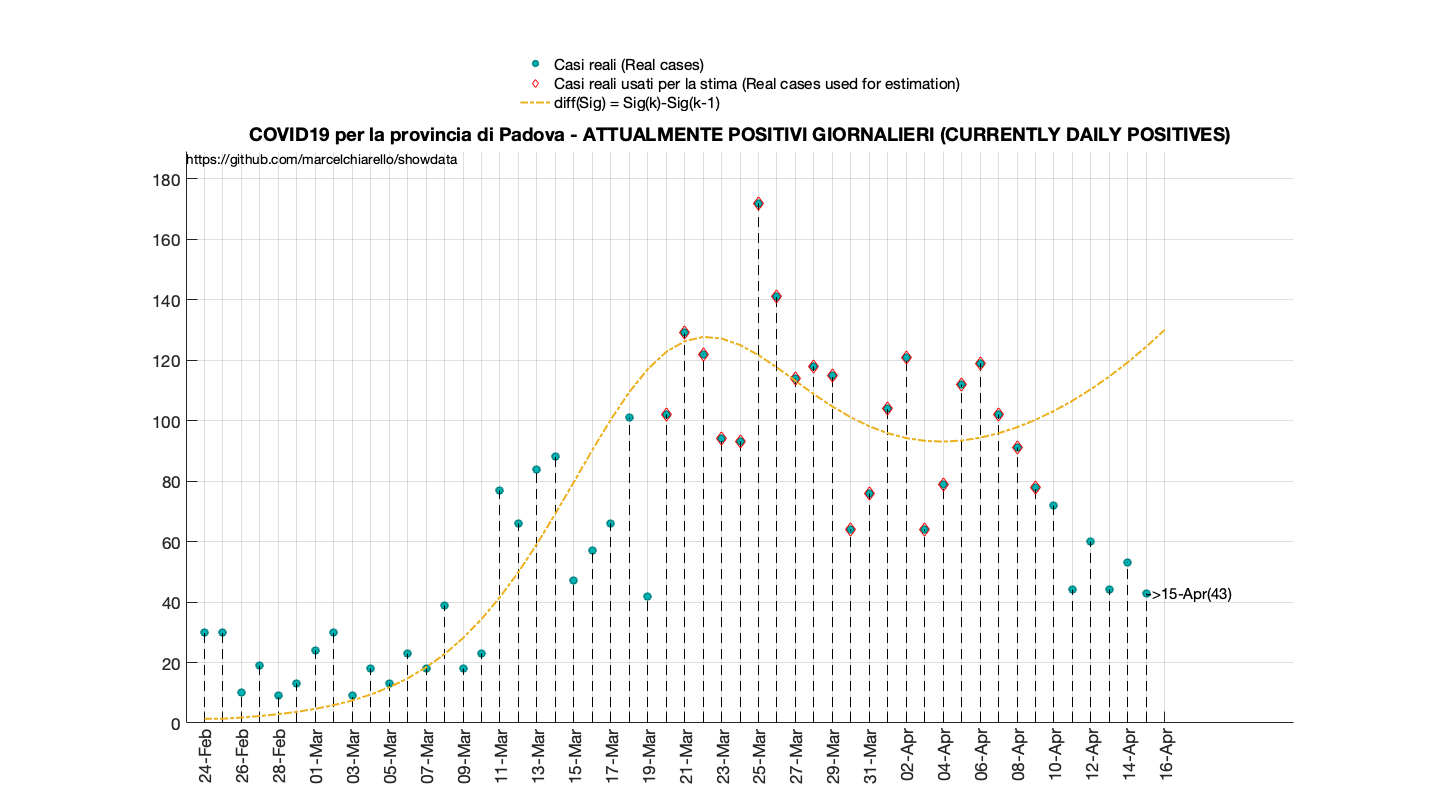 Casi reali (Real cases)
Casi reali usati per la stima (Real cases used for estimation)
diff(Sig) = Sig(k)-Sig(k-1)
COVID19 per la provincia di Padova - ATTUALMENTE POSITIVI GIORNALIERI (CURRENTLY DAILY POSITIVES)
https://github.com/marcelchiarello/showdata
180
160
140
120
100
80
60
40
20
0
->15-Apr(43)
24-Feb
26-Feb
28-Feb
01-Mar
03-Mar
05-Mar
07-Mar
09-Mar
11-Mar
13-Mar
15-Mar
17-Mar
19-Mar
21-Mar
23-Mar
25-Mar
27-Mar
29-Mar
31-Mar
02-Apr
04-Apr
06-Apr
08-Apr
10-Apr
12-Apr
14-Apr
16-Apr